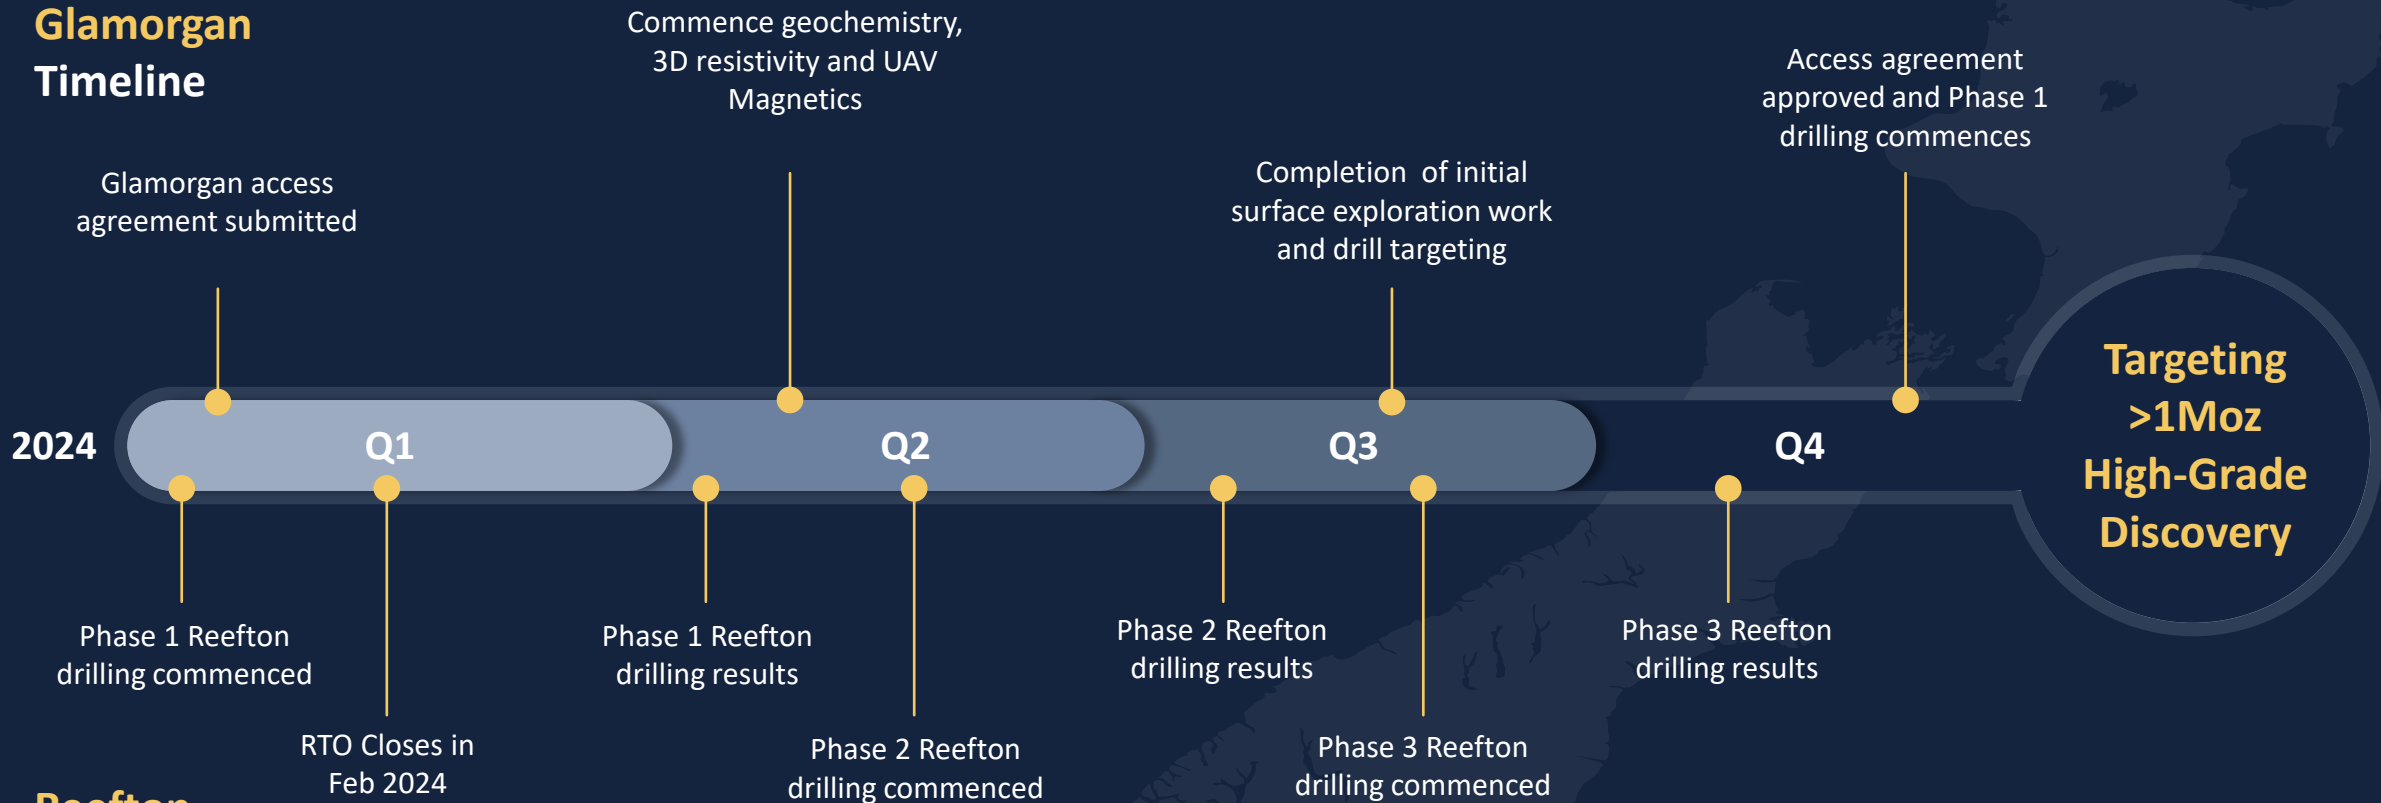 Glamorgan
Timeline
Commence geochemistry,
3D resistivity and UAV
Magnetics
Access agreement
approved and Phase 1
drilling commences
Glamorgan access
agreement submitted
Completion of initial
surface exploration work
and drill targeting
2024
Q1
Q2
Q3
Q4
Targeting
>1Moz
High-Grade
Discovery
Phase 1 Reefton
drilling commenced
RTO Closes in
Feb 2024
Phase 1 Reefton
drilling results
Phase 2 Reefton
drilling commenced
Phase 2 Reefton
drilling results
Phase 3 Reefton
drilling commenced
Phase 3 Reefton
drilling results
Reefton